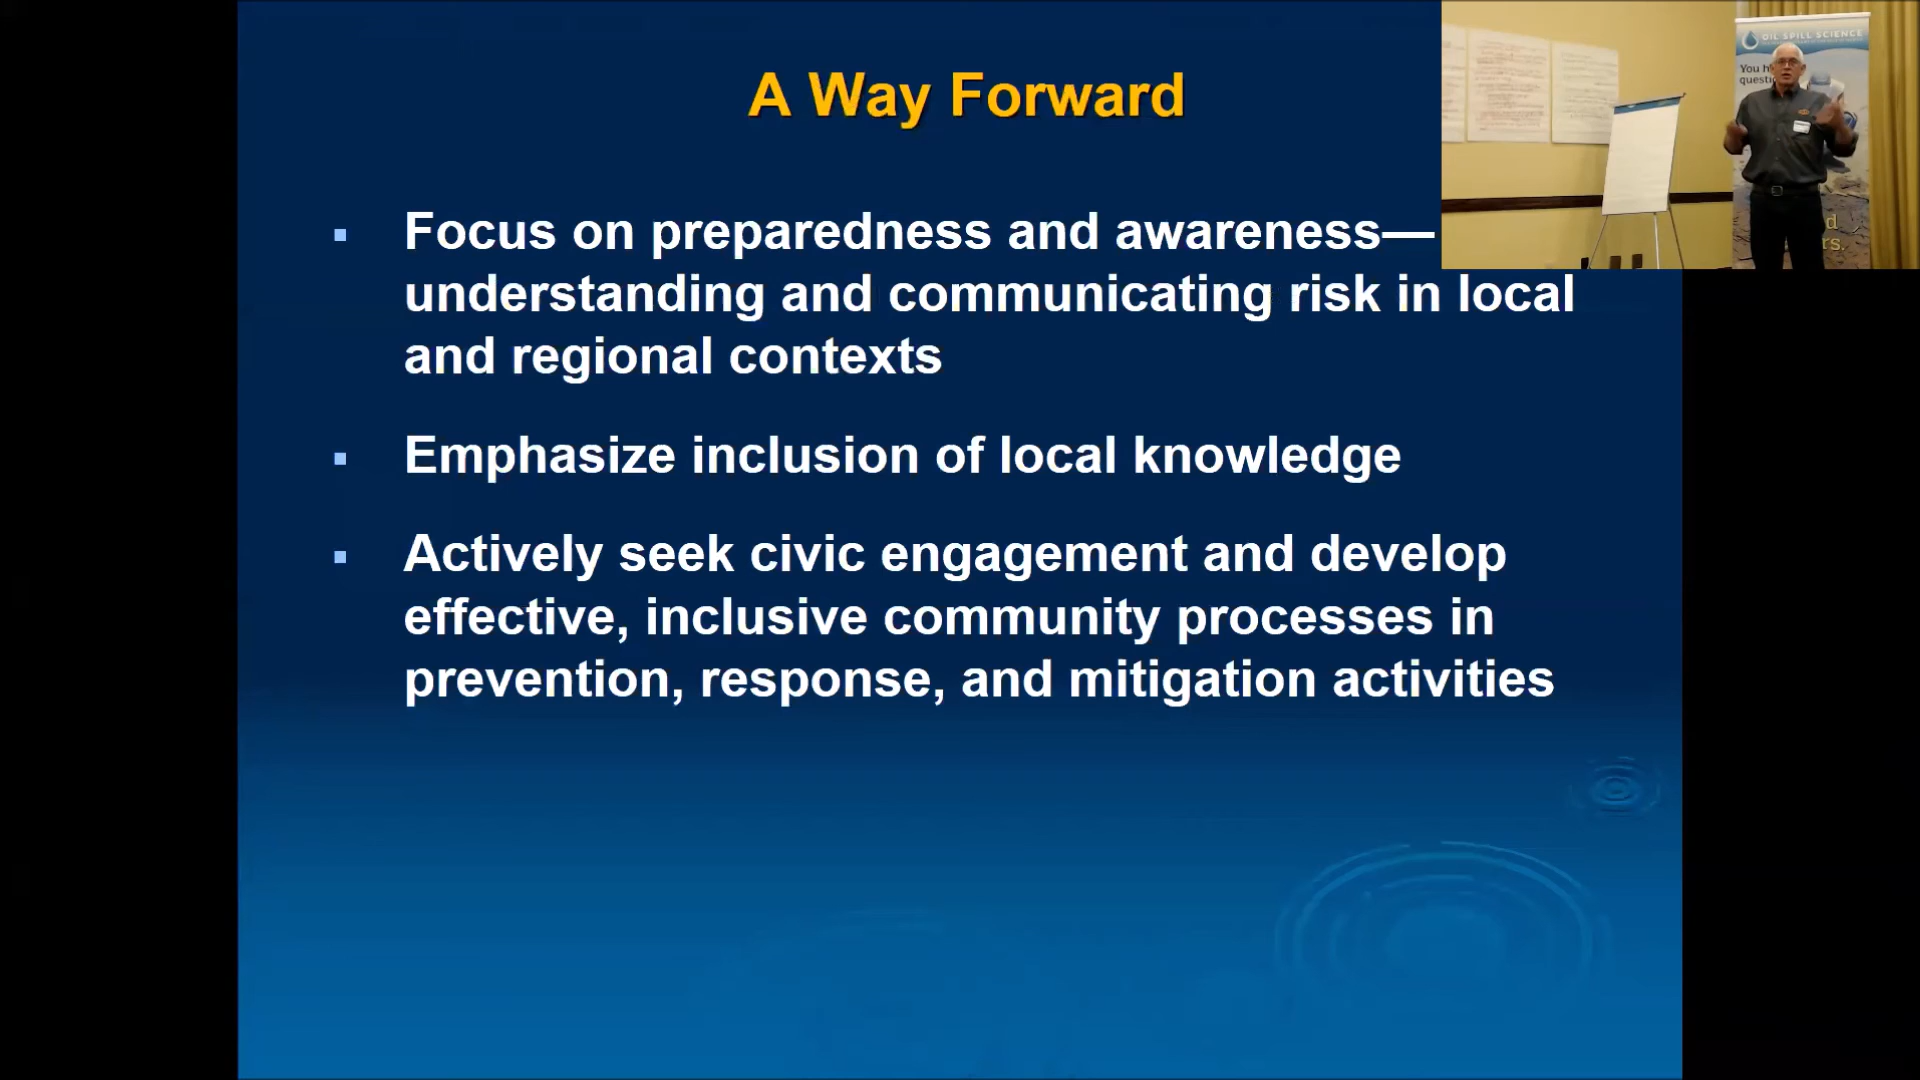 A Way Forward
Focus on preparedness and awareness—
understanding and communicating risk in local
and regional contexts
Emphasize inclusion of local knowledge
Actively seek civic engagement and develop
effective, inclusive community processes in
prevention, response, and mitigation activities
OIL SPILL SCIENCE
You